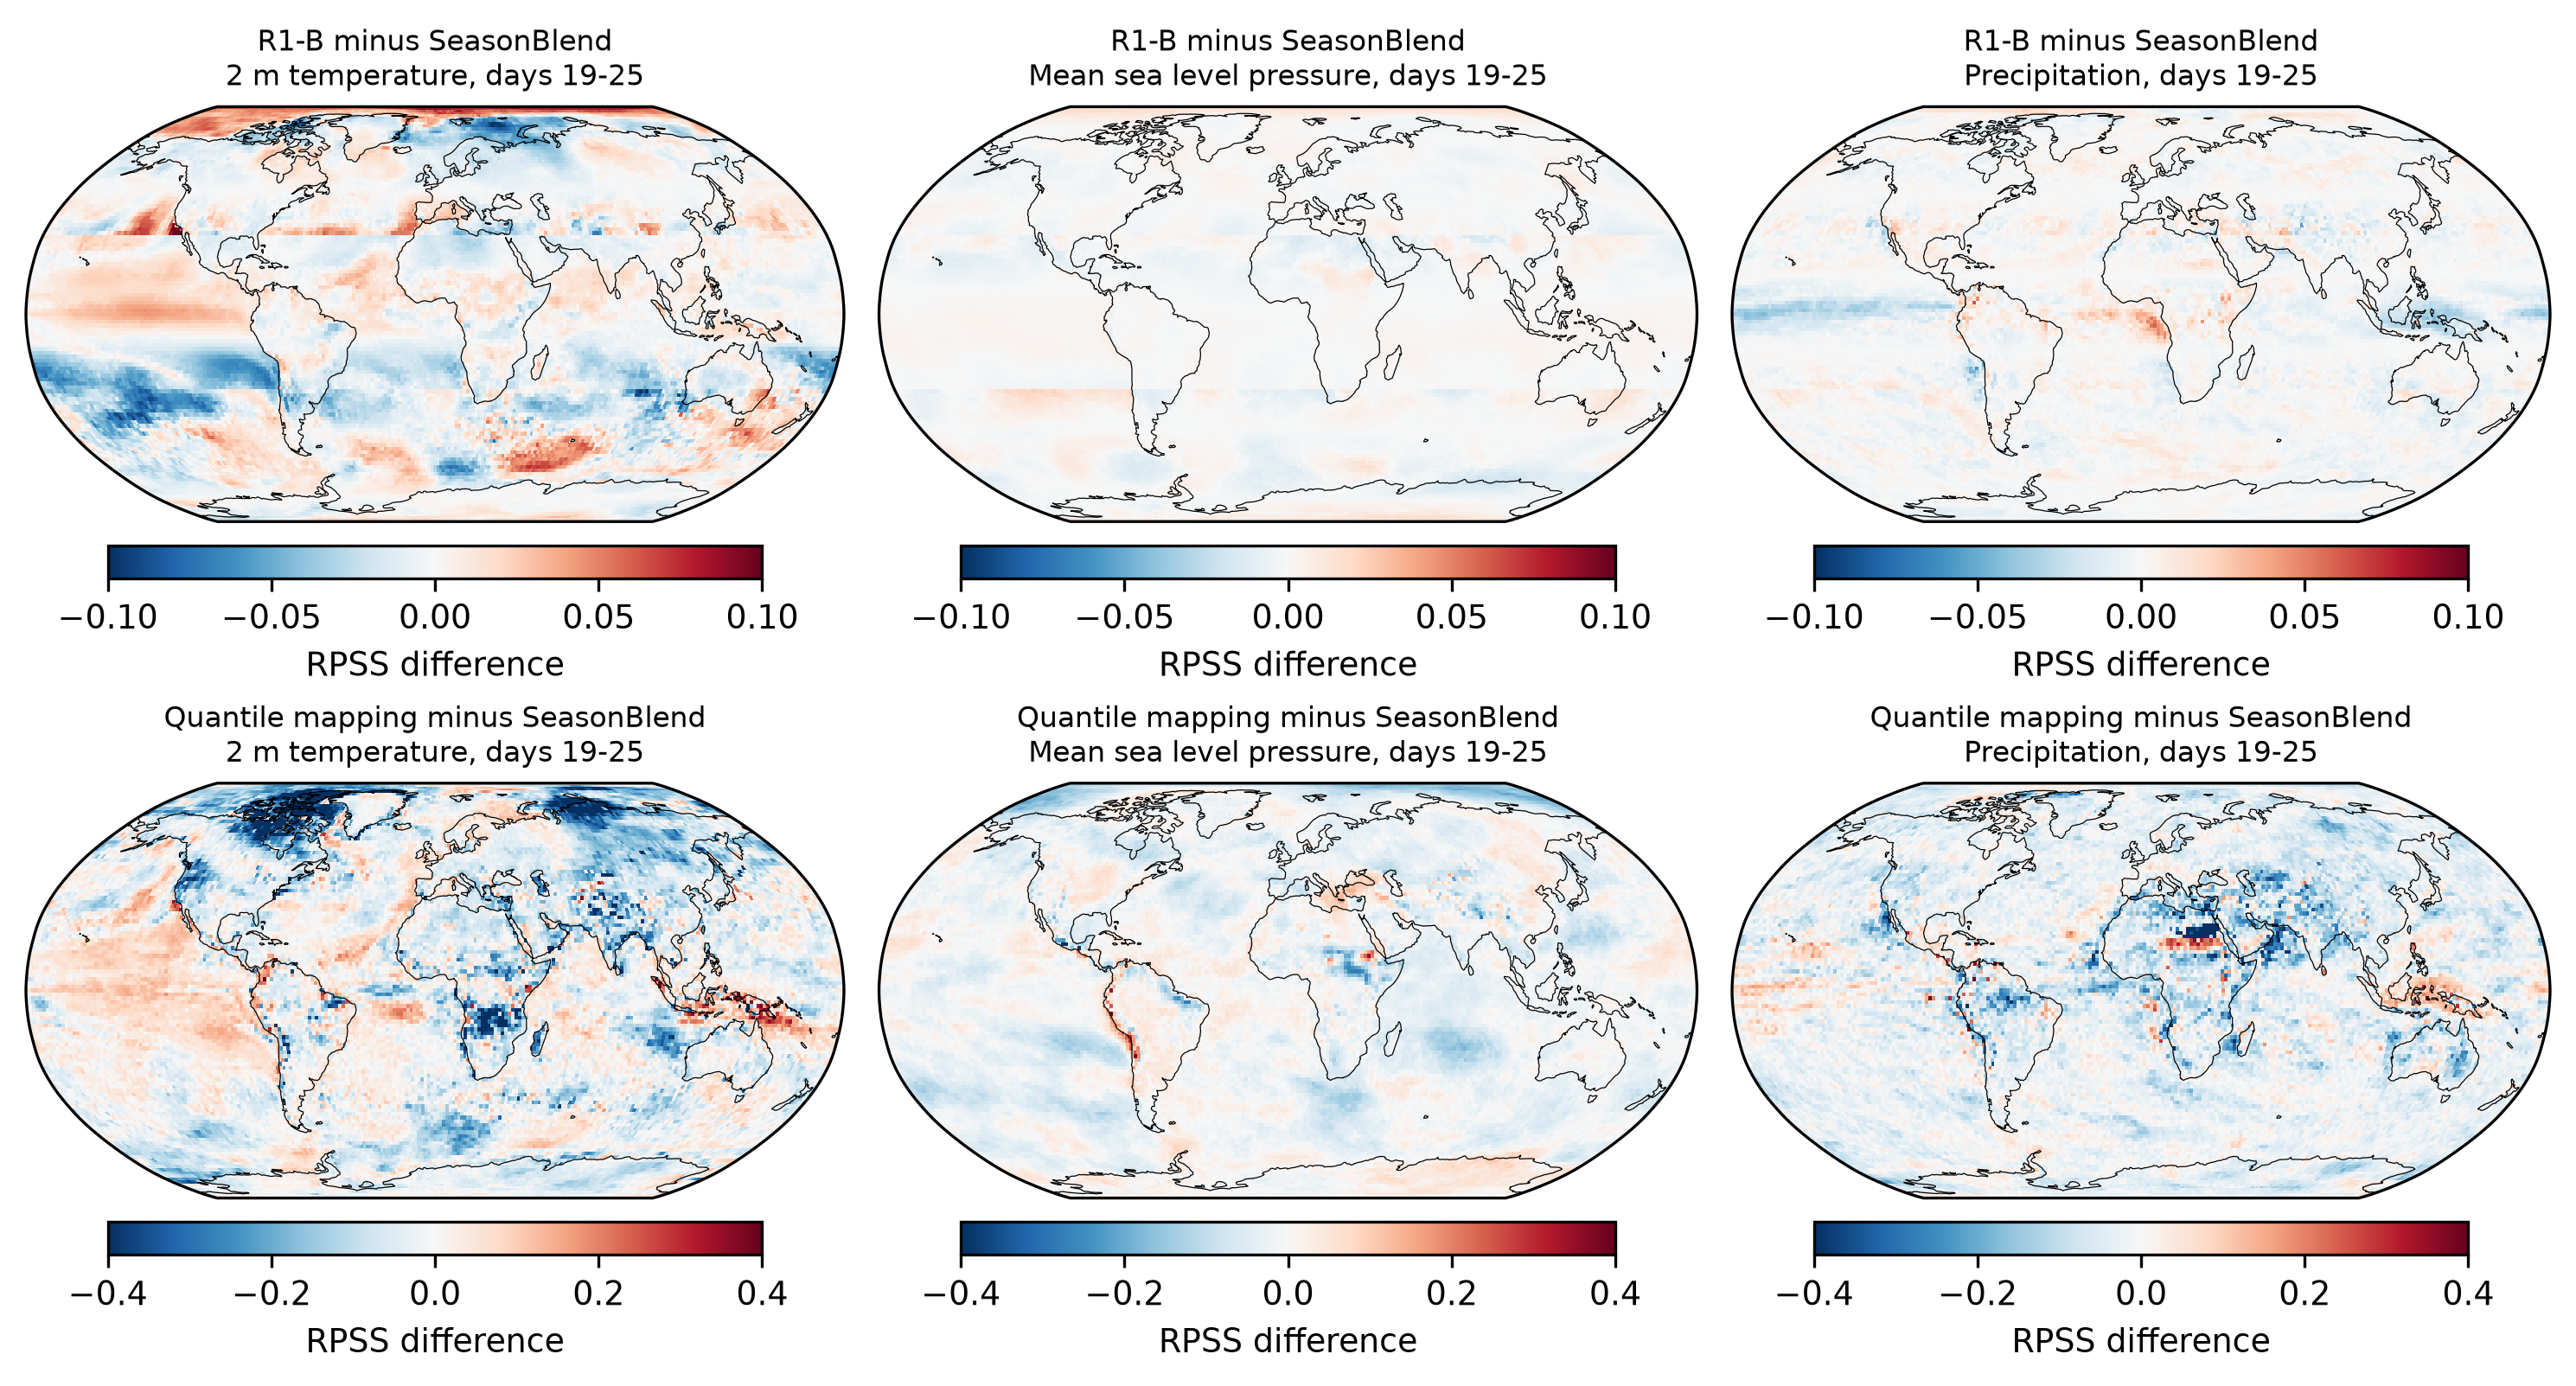 R1-B minus SeasonBlend
2 m temperature, days 19-25
R1-B minus SeasonBlend
Mean sea level pressure, days 19-25
R1-B minus SeasonBlend
Precipitation, days 19-25
−0.10 −0.05 0.00 0.05 0.10
RPSS difference
−0.10 −0.05 0.00 0.05 0.10
RPSS difference
−0.10 −0.05 0.00 0.05 0.10
RPSS difference
Quantile mapping minus SeasonBlend
2 m temperature, days 19-25
Quantile mapping minus SeasonBlend
Mean sea level pressure, days 19-25
Quantile mapping minus SeasonBlend
Precipitation, days 19-25
−0.4 −0.2 0.0 0.2 0.4
RPSS difference
−0.4 −0.2 0.0 0.2 0.4
RPSS difference
−0.4 −0.2 0.0 0.2 0.4
RPSS difference